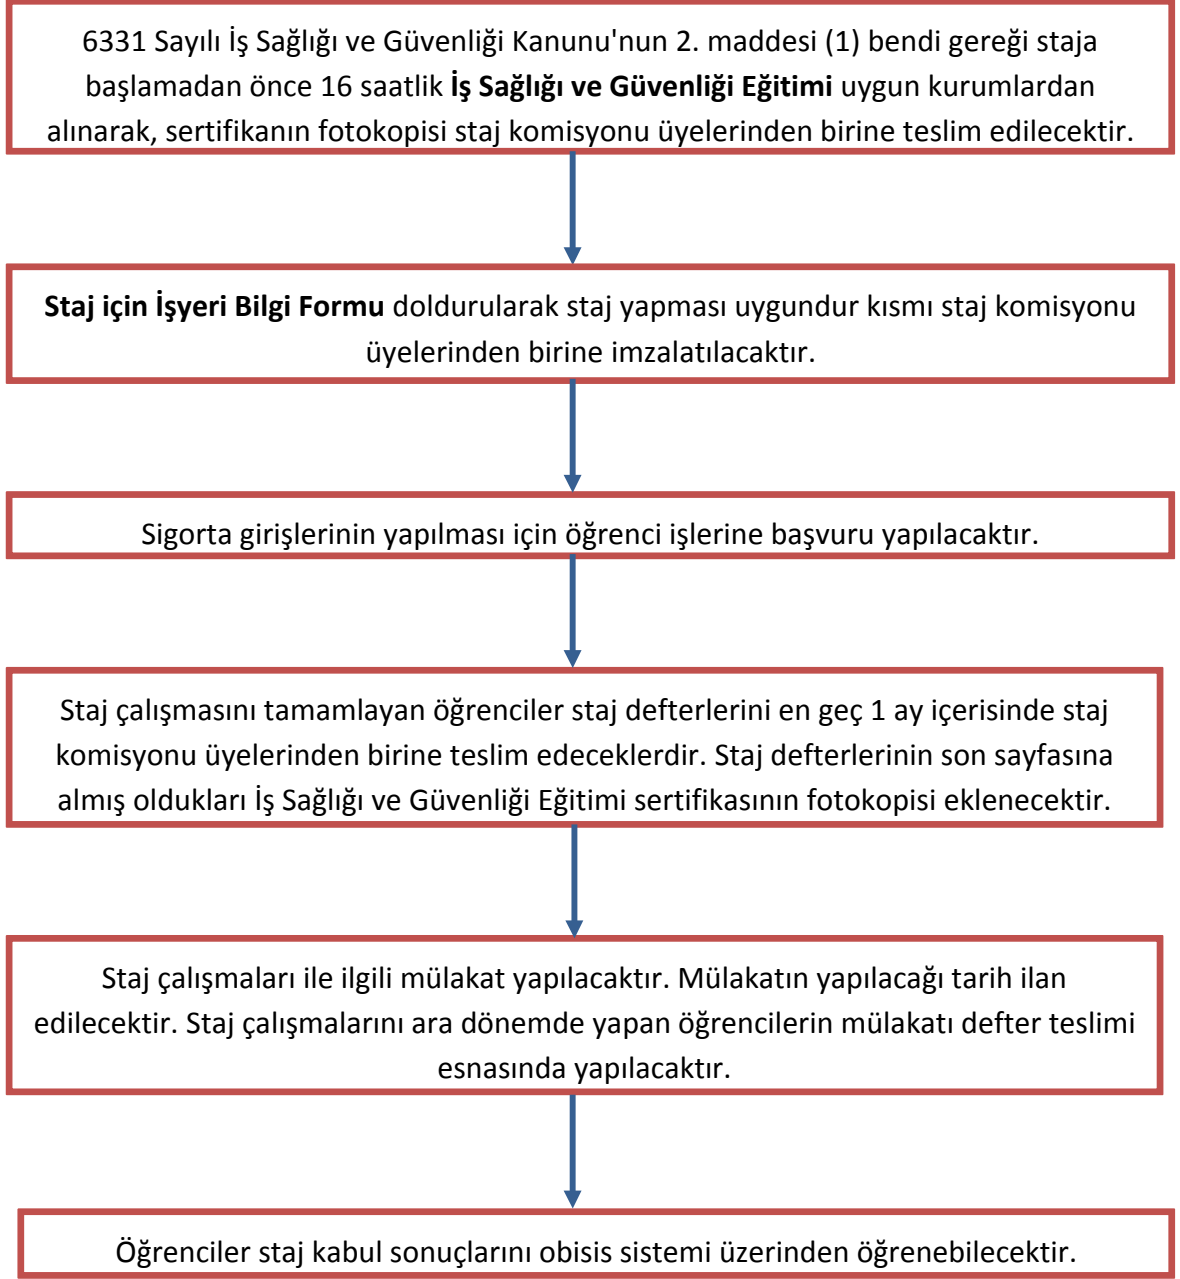 6331 Sayılı İş Sağlığı ve Güvenliği Kanunu'nun 2. maddesi (1) bendi gereği staja
başlamadan önce 16 saatlik İş Sağlığı ve Güvenliği Eğitimi uygun kurumlardan
alınarak, sertifikanın fotokopisi staj komisyonu üyelerinden birine teslim edilecektir.
Staj için İşyeri Bilgi Formu doldurularak staj yapması uygundur kısmı staj komisyonu
üyelerinden birine imzalatılacaktır.
Sigorta girişlerinin yapılması için öğrenci işlerine başvuru yapılacaktır.
Staj çalışmasını tamamlayan öğrenciler staj defterlerini en geç 1 ay içerisinde staj
komisyonu üyelerinden birine teslim edeceklerdir. Staj defterlerinin son sayfasına
almış oldukları İş Sağlığı ve Güvenliği Eğitimi sertifikasının fotokopisi eklenecektir.
Staj çalışmaları ile ilgili mülakat yapılacaktır. Mülakatın yapılacağı tarih ilan
edilecektir. Staj çalışmalarını ara dönemde yapan öğrencilerin mülakatı defter teslimi
esnasında yapılacaktır.
Öğrenciler staj kabul sonuçlarını obisis sistemi üzerinden öğrenebilecektir.